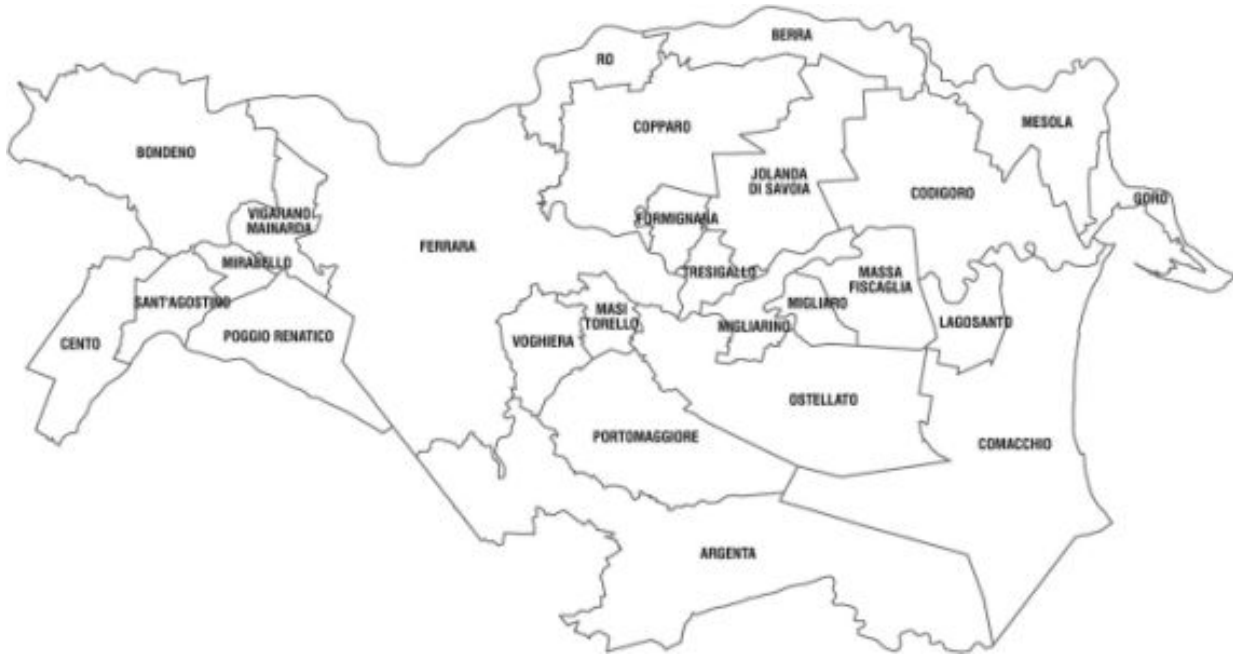 BERRA
RO
MESOLA
COPPARO
BONDENO
JOLANDA
DI SAVOIA
CODIGORO
GORO
VIGARANO
MAINARDA
FORMIGNANA
FERRARA
MIRABELLO
TRESIGALLO
MASSA
FISCAGLIA
SANT'AGOSTINO
MASI
TORELLO
MIGLIARO
LAGOSANTO
MIGLIARINO
CENTO
POGGIO RENATICO
VOGHIERA
OSTELLATO
PORTOMAGGIORE
COMACCHIO
ARGENTA